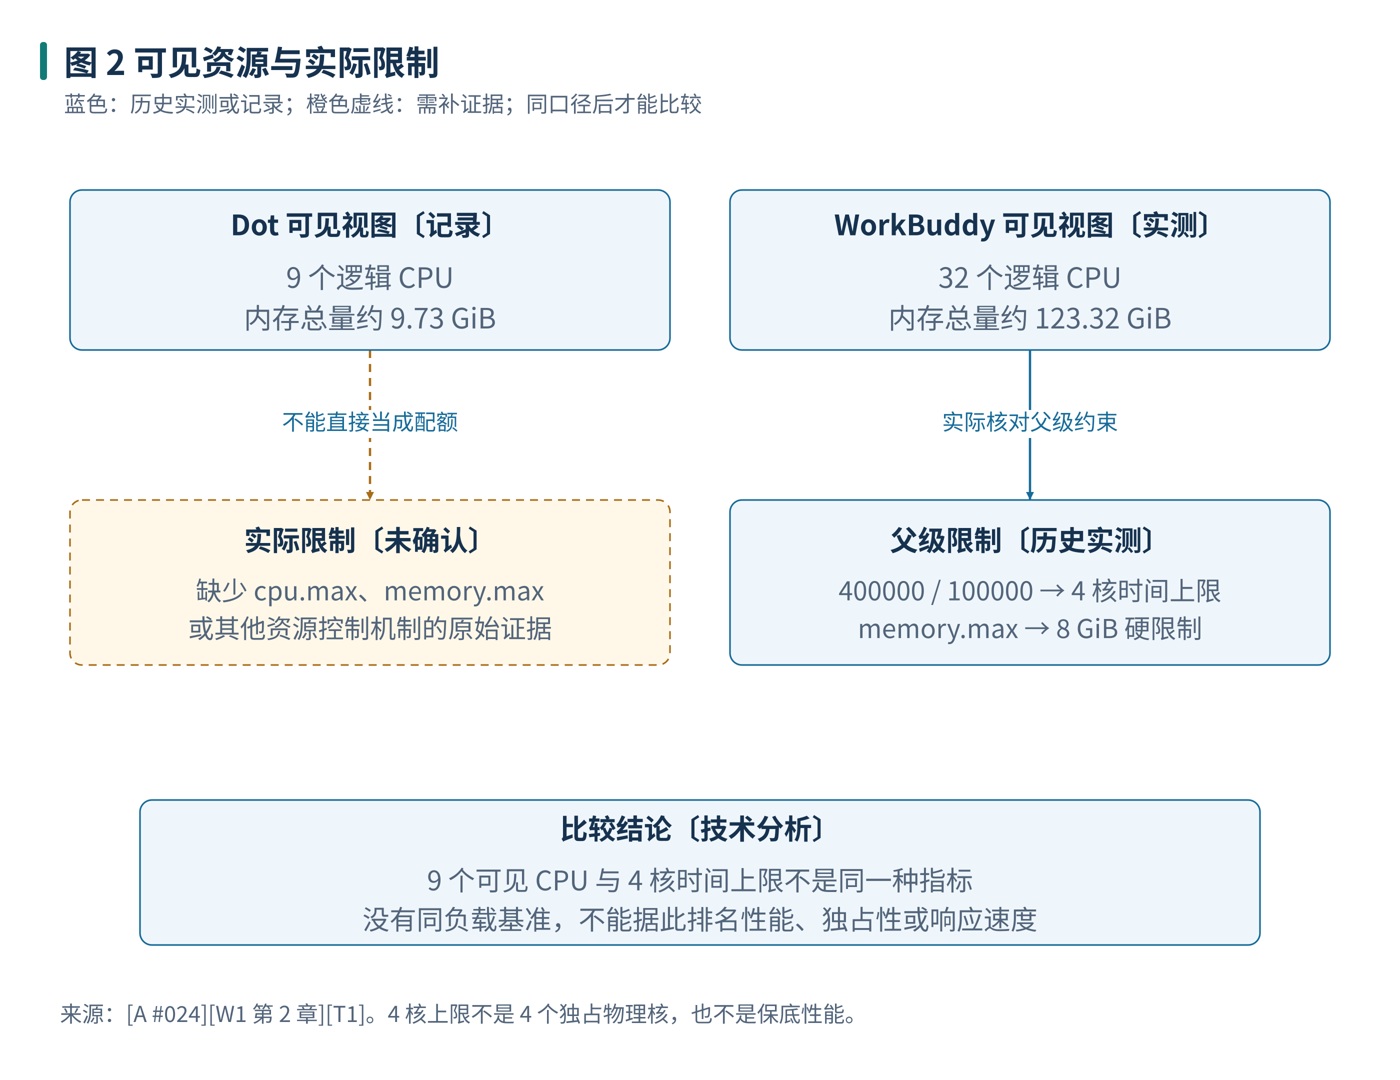 图 2 可见资源与实际限制
蓝色：历史实测或记录；橙色虚线：需补证据；同口径后才能比较
Dot 可见视图〔记录〕
9 个逻辑 CPU
内存总量约 9.73 GiB
WorkBuddy 可见视图〔实测〕
32 个逻辑 CPU
内存总量约 123.32 GiB
不能直接当成配额
实际核对父级约束
实际限制〔未确认〕
缺少 cpu.max、memory.max
或其他资源控制机制的原始证据
父级限制〔历史实测〕
400000 / 100000 → 4 核时间上限
memory.max → 8 GiB 硬限制
比较结论〔技术分析〕
9 个可见 CPU 与 4 核时间上限不是同一种指标
没有同负载基准，不能据此排名性能、独占性或响应速度
来源：[A #024][W1 第 2 章][T1]。4 核上限不是 4 个独占物理核，也不是保底性能。